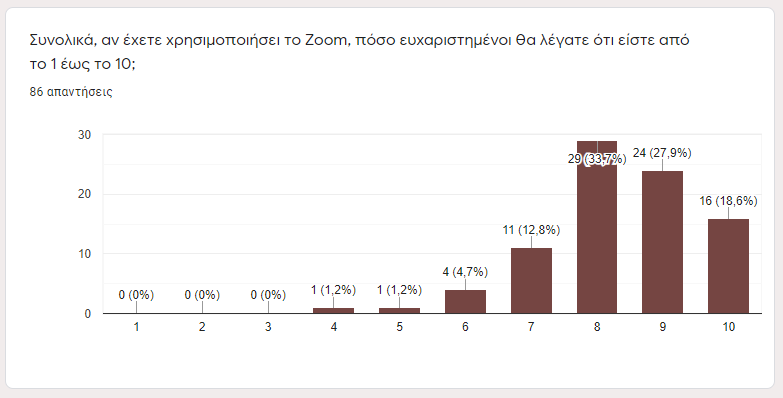 Συνολικά, αν έχετε χρησιμοποιήσει το Zoom, πόσο ευχαριστημένοι θα λέγατε ότι είστε από
το 1 έως το 10;
86 απαντήσεις
30
20
10
0
0 (0%) 0 (0%) 0 (0%) 1 (1,2%) 1 (1,2%) 4 (4,7%) 11 (12,8%) 29 (33,7%) 24 (27,9%) 16 (18,6%)
1 2 3 4 5 6 7 8 9 10